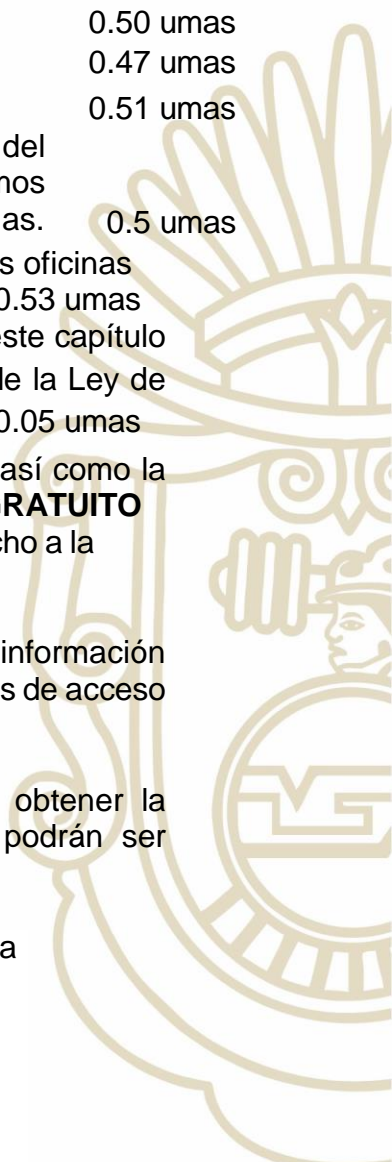 0.50 umas
0.47 umas
0.51 umas
del
mos
as. 0.5 umas
s oficinas
0.53 umas
este capítulo
de la Ley de
0.05 umas
así como la
GRATUITO
cho a la
información
s de acceso
obtener la
podrán ser
a